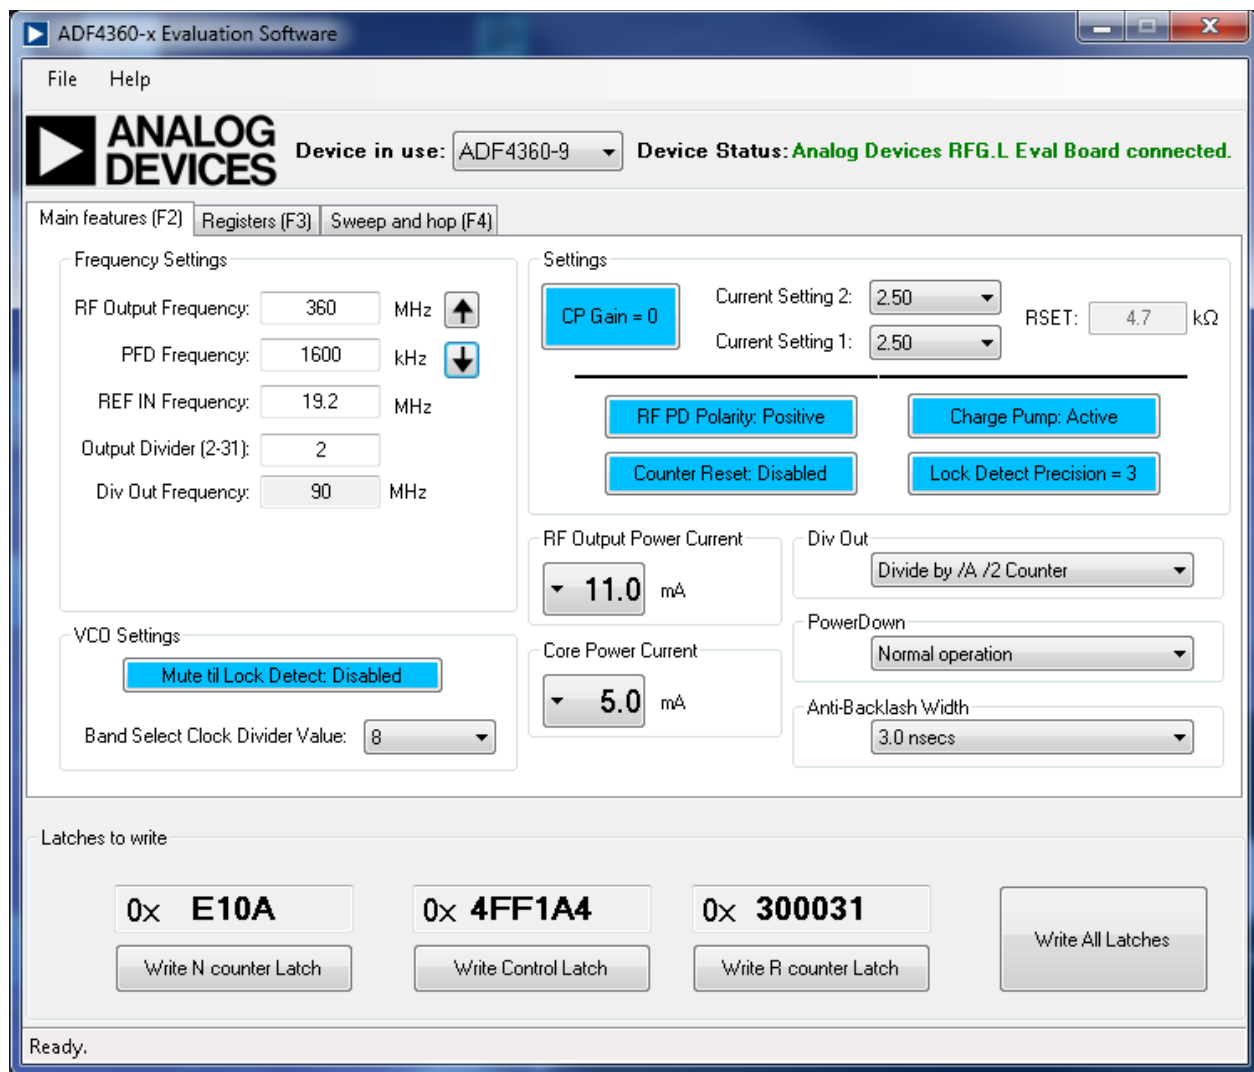 ADF4360-x Evaluation Software
File Help
ANALOG DEVICES
Device in use: ADF4360-9 Device Status: Analog Devices RFG.L Eval Board connected.
Main features (F2) Registers (F3) Sweep and hop (F4)
Frequency Settings
RF Output Frequency: 360 MHz
PFD Frequency: 1600 kHz
REF IN Frequency: 19.2 MHz
Output Divider (2-31): 2
Div Out Frequency: 90 MHz
Settings
CP Gain = 0
Current Setting 2: 2.50
Current Setting 1: 2.50
RSET: 4.7 kΩ
RF PD Polarity: Positive Charge Pump: Active
Counter Reset: Disabled Lock Detect Precision = 3
RF Output Power Current
11.0 mA
Div Out
Divide by /A /2 Counter
VCO Settings
Mute til Lock Detect: Disabled
Band Select Clock Divider Value: 8
Core Power Current
5.0 mA
PowerDown
Normal operation
Anti-Backlash Width
3.0 nsecs
Latches to write
0x E10A 0x 4FF1A4 0x 300031
Write N counter Latch Write Control Latch Write R counter Latch Write All Latches
Ready.